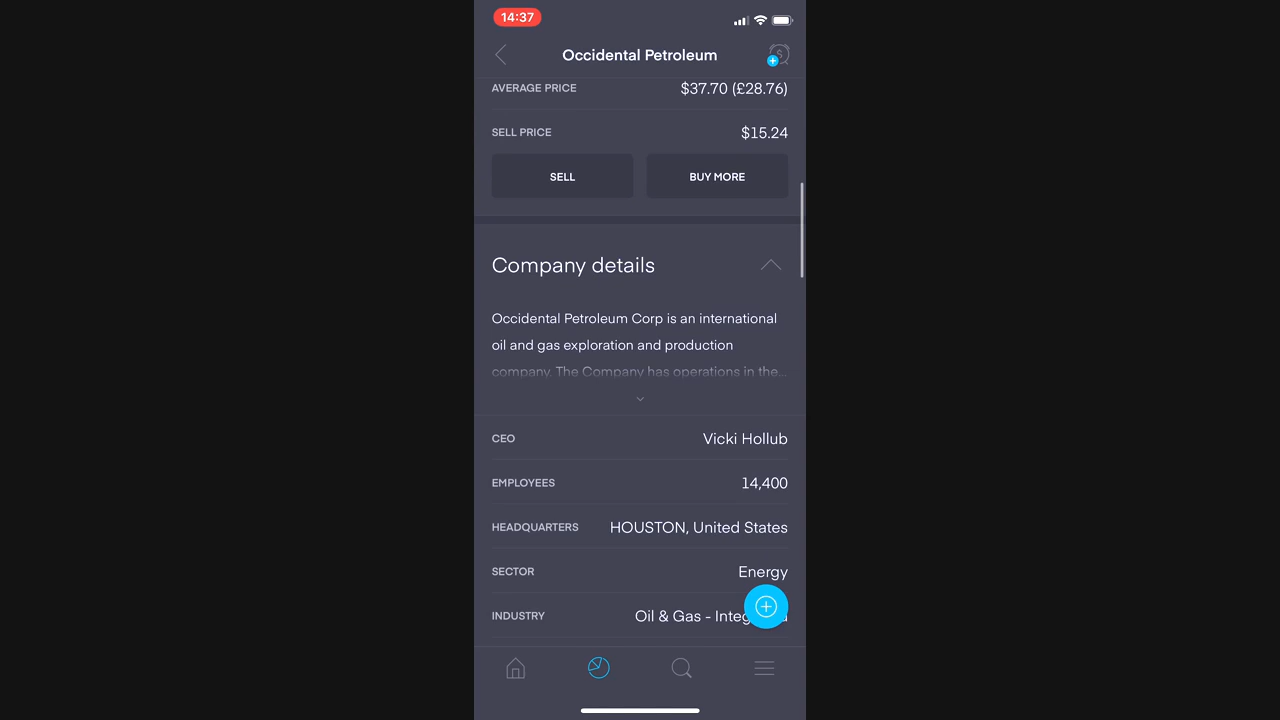 14:37
Occidental Petroleum
AVERAGE PRICE $37.70 (£28.76)
SELL PRICE $15.24
SELL BUY MORE
Company details
Occidental Petroleum Corp is an international
oil and gas exploration and production
company. The Company has operations in the...
CEO Vicki Hollub
EMPLOYEES 14,400
HEADQUARTERS HOUSTON, United States
SECTOR Energy
INDUSTRY Oil & Gas -